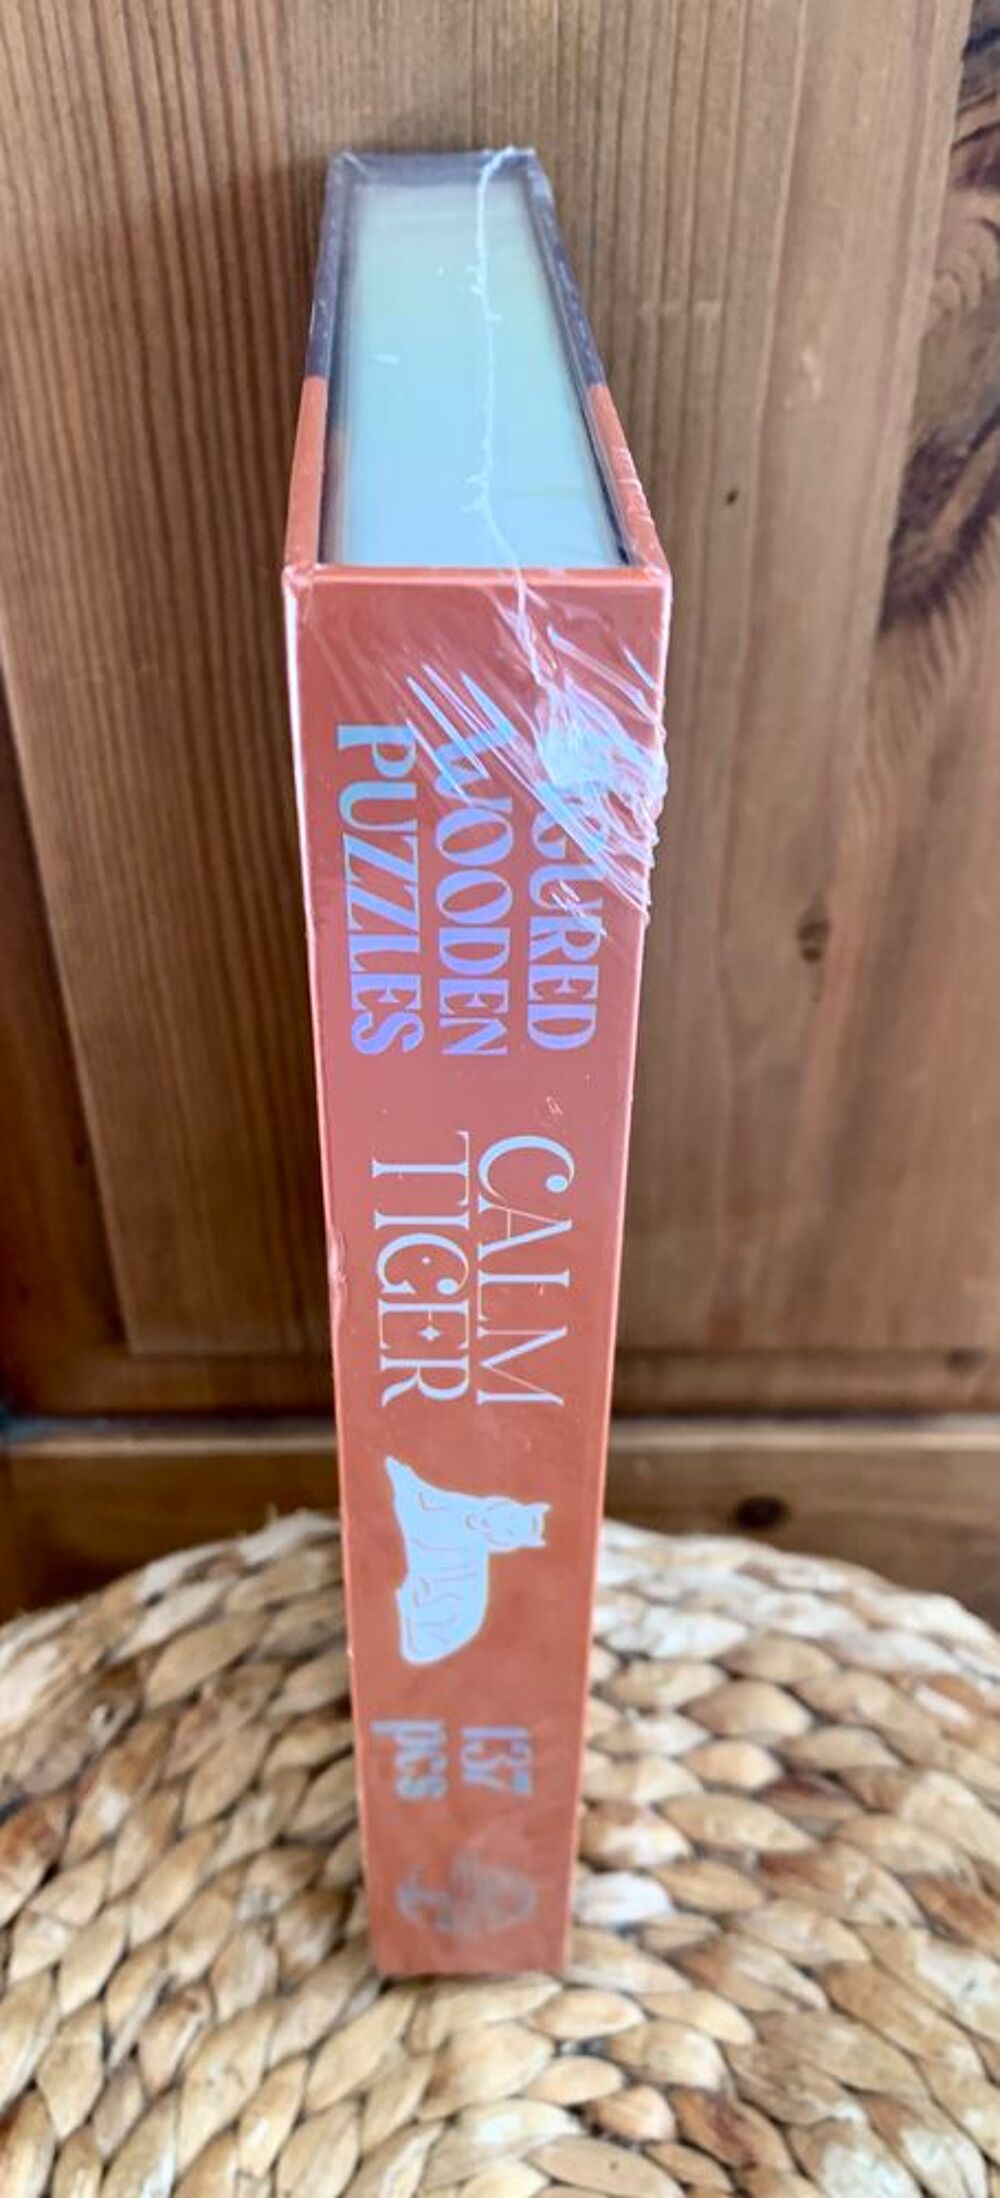 WOODEN
PUZZLES
CALM
TIGER
137
pcs